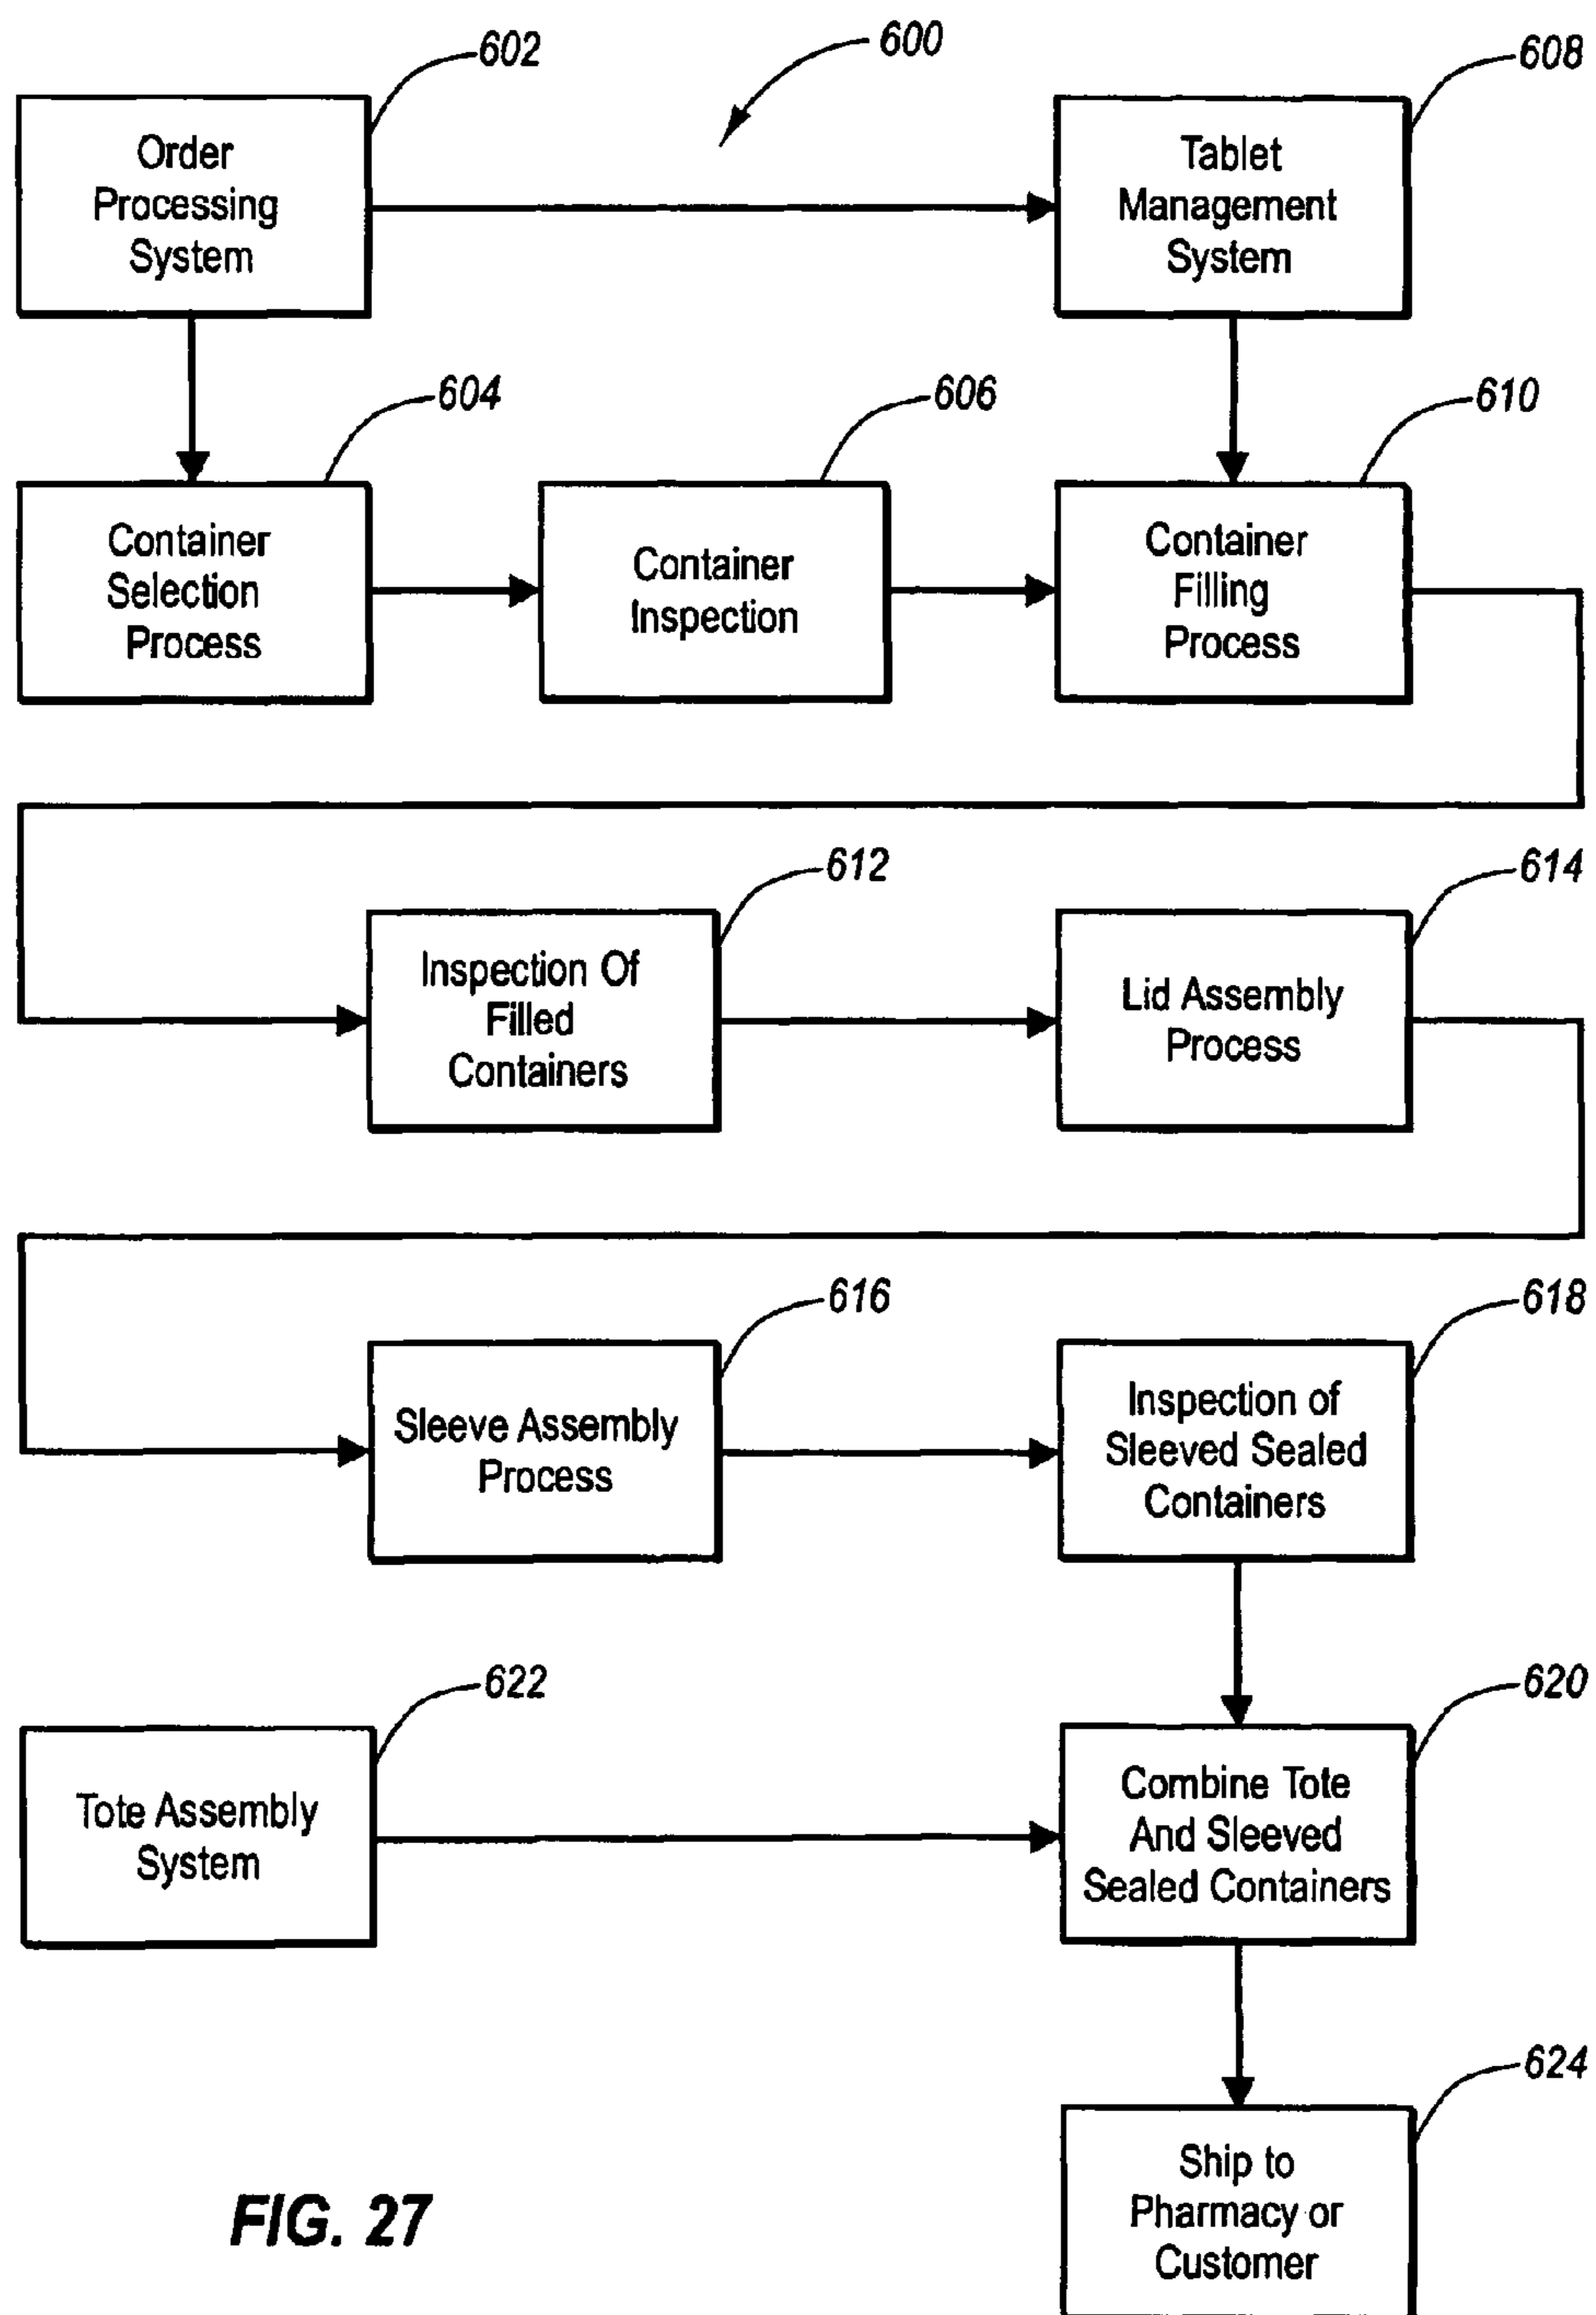 602
600
608
Order
Processing
System
Tablet
Management
System
604
606
610
Container
Selection
Process
Container
Inspection
Container
Filling
Process
612
614
Inspection Of
Filled
Containers
Lid Assembly
Process
616
618
Sleeve Assembly
Process
Inspection of
Sleeved Sealed
Containers
622
620
Tote Assembly
System
Combine Tote
And Sleeved
Sealed Containers
624
Ship to
Pharmacy or
Customer
FIG. 27